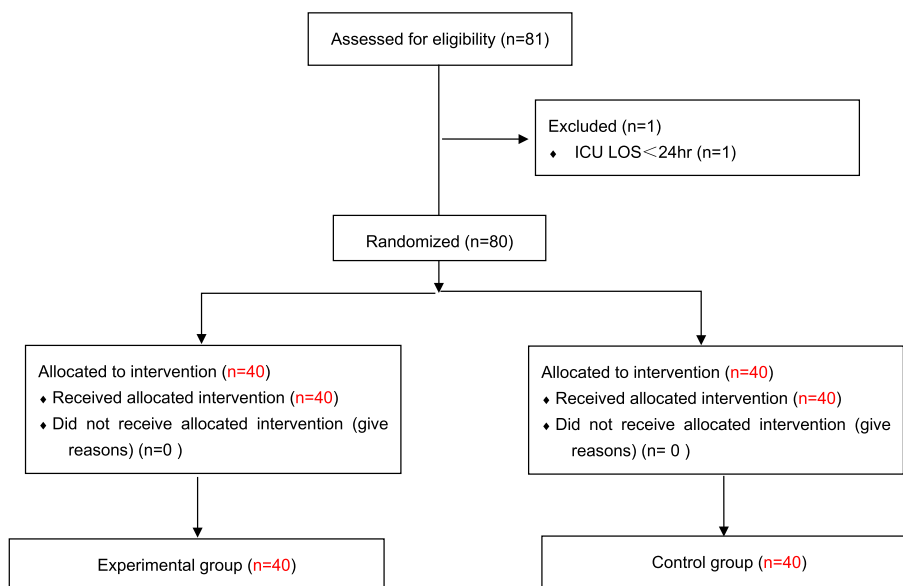 Assessed for eligibility (n=81)
Excluded (n=1)
♦ ICU LOS＜24hr (n=1)
Randomized (n=80)
Allocated to intervention (n=40)
♦ Received allocated intervention (n=40)
♦ Did not receive allocated intervention (give
reasons) (n=0 )
Allocated to intervention (n=40)
♦ Received allocated intervention (n=40)
♦ Did not receive allocated intervention (give
reasons) (n= 0 )
Experimental group (n=40)
Control group (n=40)